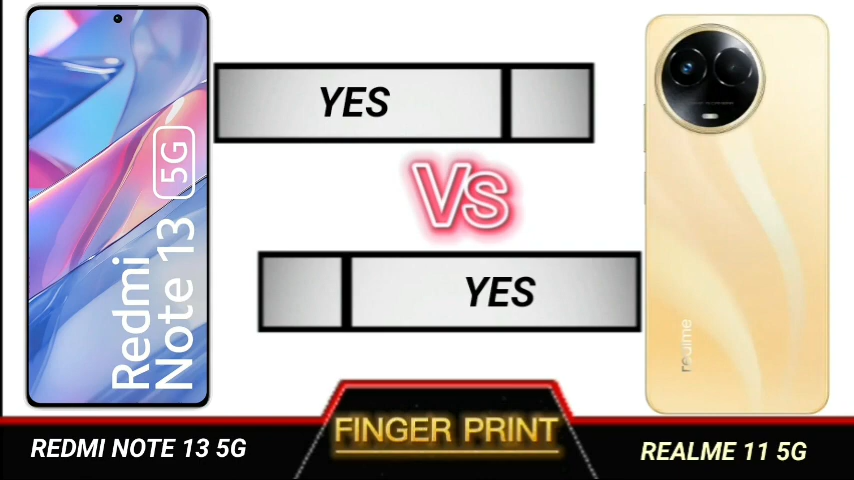 Redmi
Note 13 5G
YES
VS
YES
realme
FINGER PRINT
REDMI NOTE 13 5G
REALME 11 5G